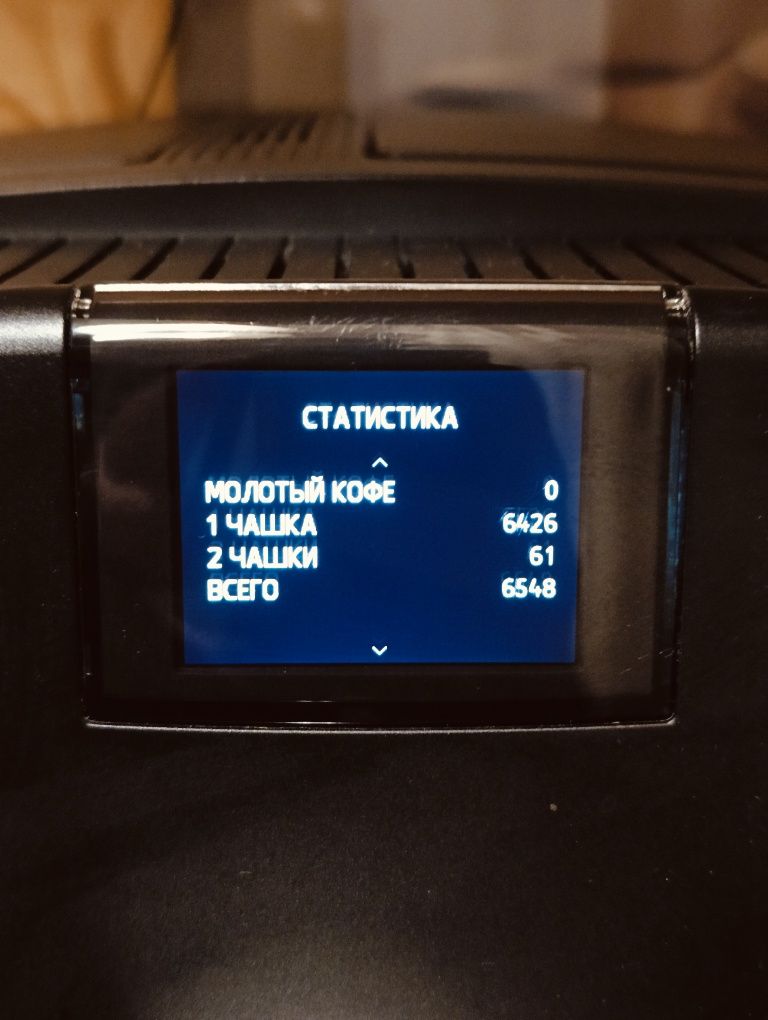 СТАТИСТИКА
МОЛОТЫЙ КОФЕ 0
1 ЧАШКА 6426
2 ЧАШКИ 61
ВСЕГО 6548